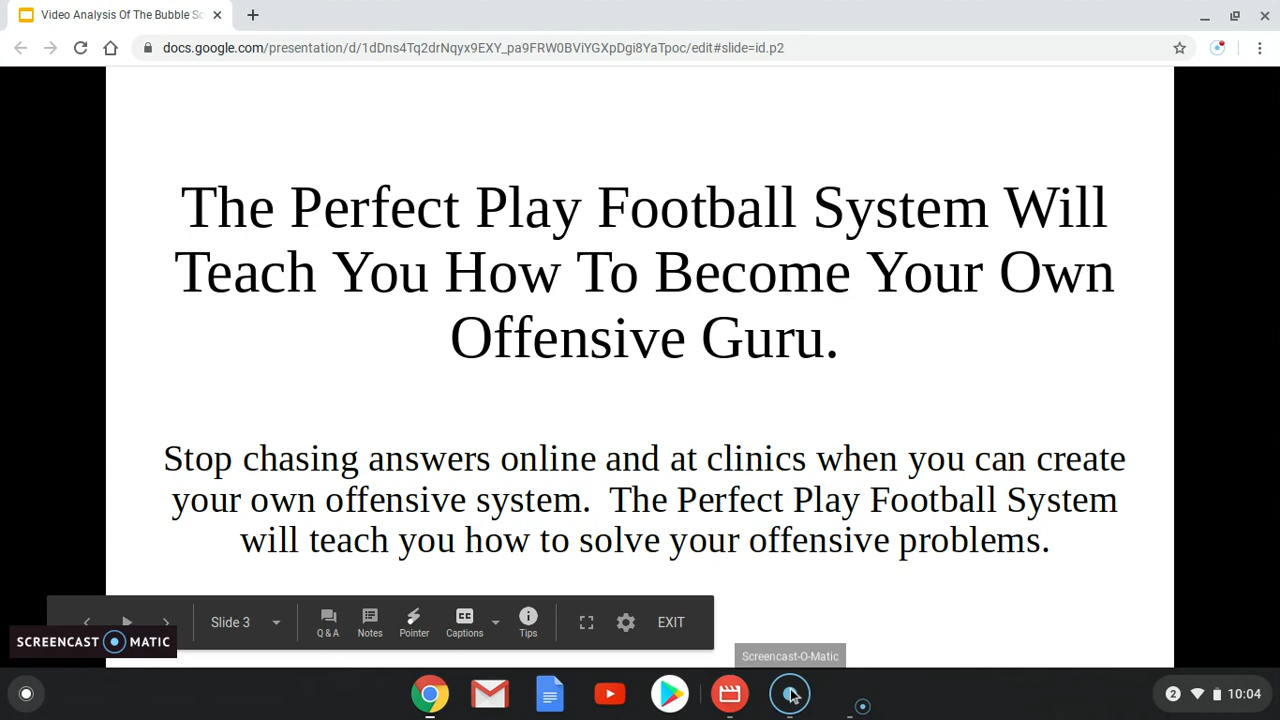 Video Analysis Of The Bubble Sc
docs.google.com/presentation/d/1dDns4Tq2drNqyx9EXY_pa9FRW0BViYGXpDgi8YaTpoc/edit#slide=id.p2
The Perfect Play Football System Will
Teach You How To Become Your Own
Offensive Guru.
Stop chasing answers online and at clinics when you can create
your own offensive system.  The Perfect Play Football System
will teach you how to solve your offensive problems.
Slide 3
Q & A
Notes
Pointer
CC
Captions
Tips
EXIT
SCREENCAST O MATIC
Screencast-O-Matic
2
10:04